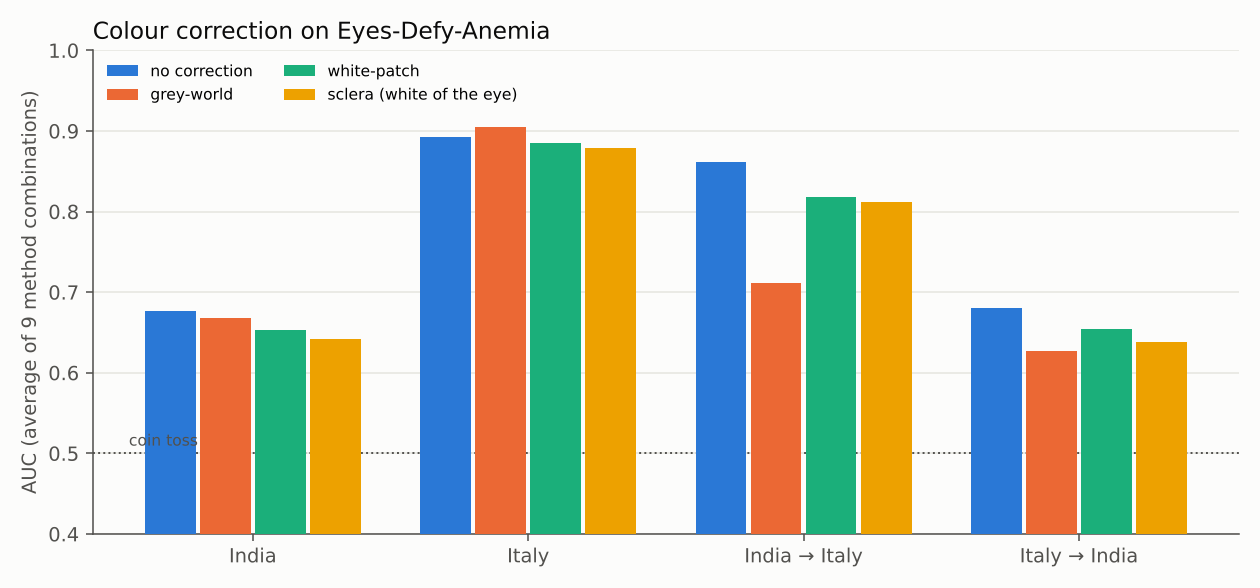 Colour correction on Eyes-Defy-Anemia
no correction
grey-world
white-patch
sclera (white of the eye)
AUC (average of 9 method combinations)
1.0
0.9
0.8
0.7
0.6
0.5
0.4
coin toss
India
Italy
India → Italy
Italy → India